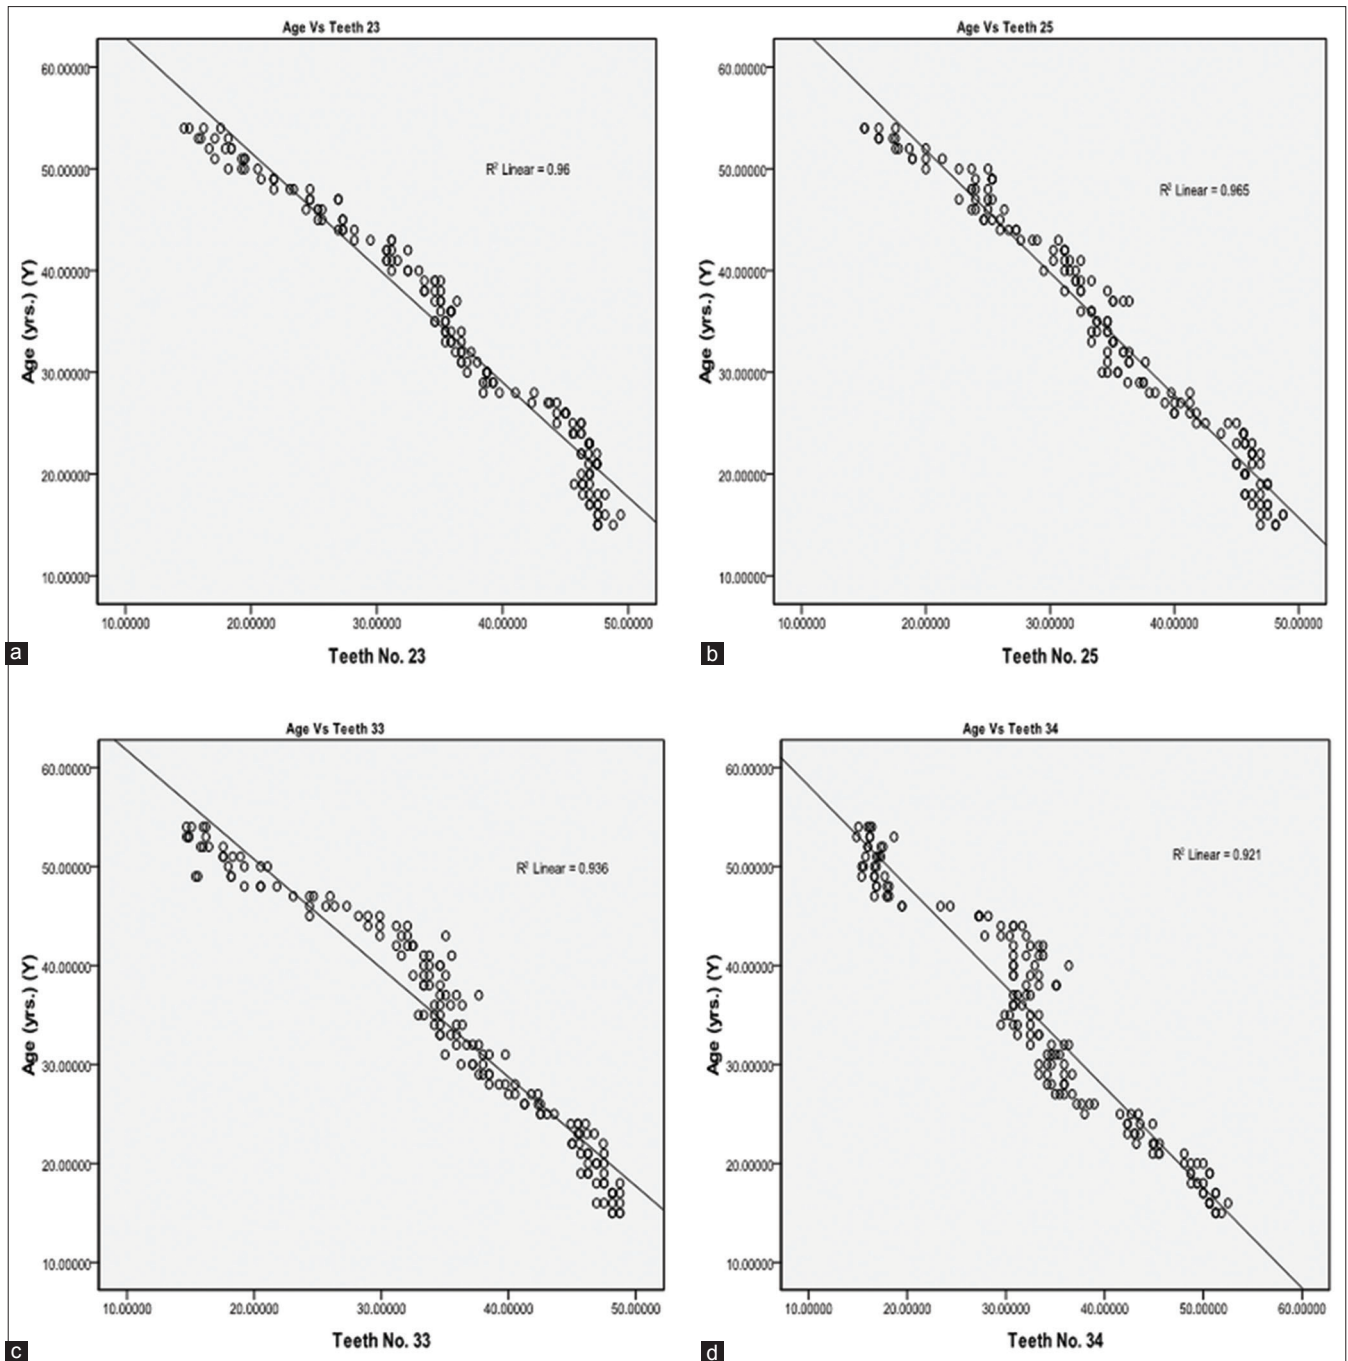 Age Vs Teeth 23
60.00000
50.00000
40.00000
30.00000
20.00000
10.00000
Age (yrs.) (Y)
R² Linear = 0.96
10.00000 20.00000 30.00000 40.00000 50.00000
Teeth No. 23
a
Age Vs Teeth 25
60.00000
50.00000
40.00000
30.00000
20.00000
10.00000
Age (yrs.) (Y)
R² Linear = 0.965
10.00000 20.00000 30.00000 40.00000 50.00000
Teeth No. 25
b
Age Vs Teeth 33
60.00000
50.00000
40.00000
30.00000
20.00000
10.00000
Age (yrs.) (Y)
R² Linear = 0.936
10.00000 20.00000 30.00000 40.00000 50.00000
Teeth No. 33
c
Age Vs Teeth 34
60.00000
50.00000
40.00000
30.00000
20.00000
10.00000
Age (yrs.) (Y)
R² Linear = 0.921
10.00000 20.00000 30.00000 40.00000 50.00000 60.00000
Teeth No. 34
d